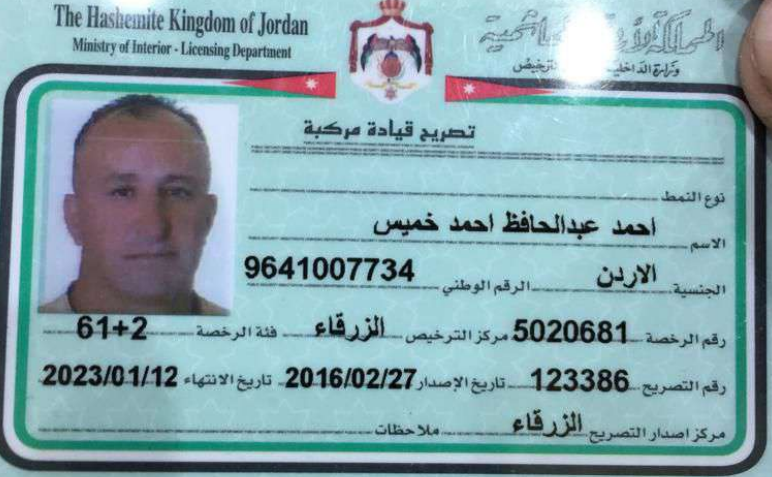 The Hashemite Kingdom of Jordan
Ministry of Interior - Licensing Department
المملكة الأردنية الهاشمية
وزارة الداخلية الترخيص
تصريح قيادة مركبة
نوع النمط
الاسم احمد عبدالحافظ احمد خميس
الجنسية الاردن الرقم الوطني 9641007734
رقم الرخصة 5020681 مركز الترخيص الزرقاء فئة الرخصة 61+2
رقم التصريح 123386 تاريخ الإصدار 2016/02/27 تاريخ الانتهاء 2023/01/12
مركز اصدار التصريح الزرقاء ملاحظات